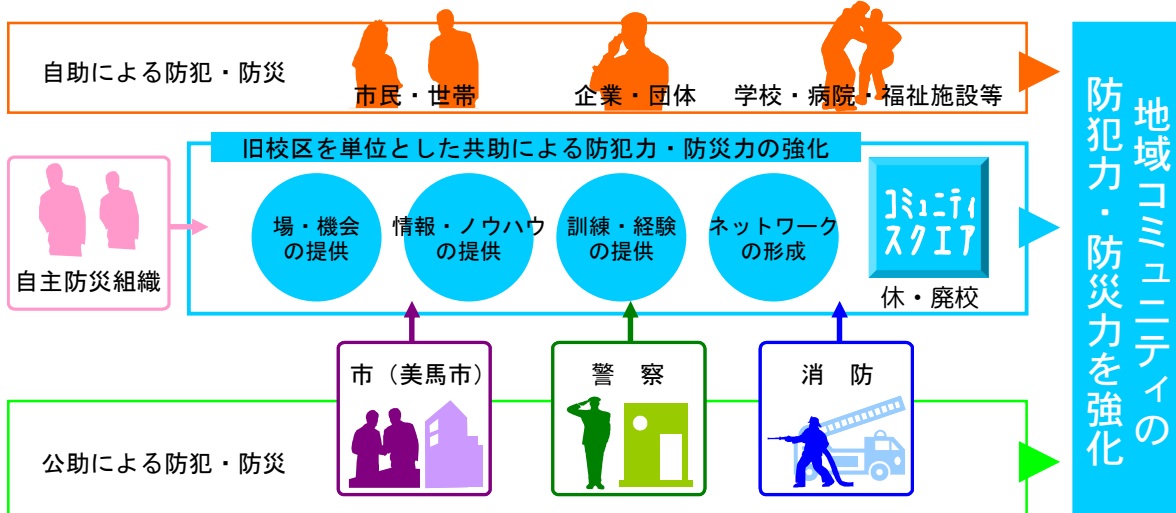 自助による防犯・防災
市民・世帯
企業・団体
学校・病院・福祉施設等
旧校区を単位とした共助による防犯力・防災力の強化
自主防災組織
場・機会
の提供
情報・ノウハウ
の提供
訓練・経験
の提供
ネットワーク
の形成
コミュニティ
スクエア
休・廃校
市（美馬市）
警　察
消　防
公助による防犯・防災
地域コミュニティの
防犯力・防災力を強化